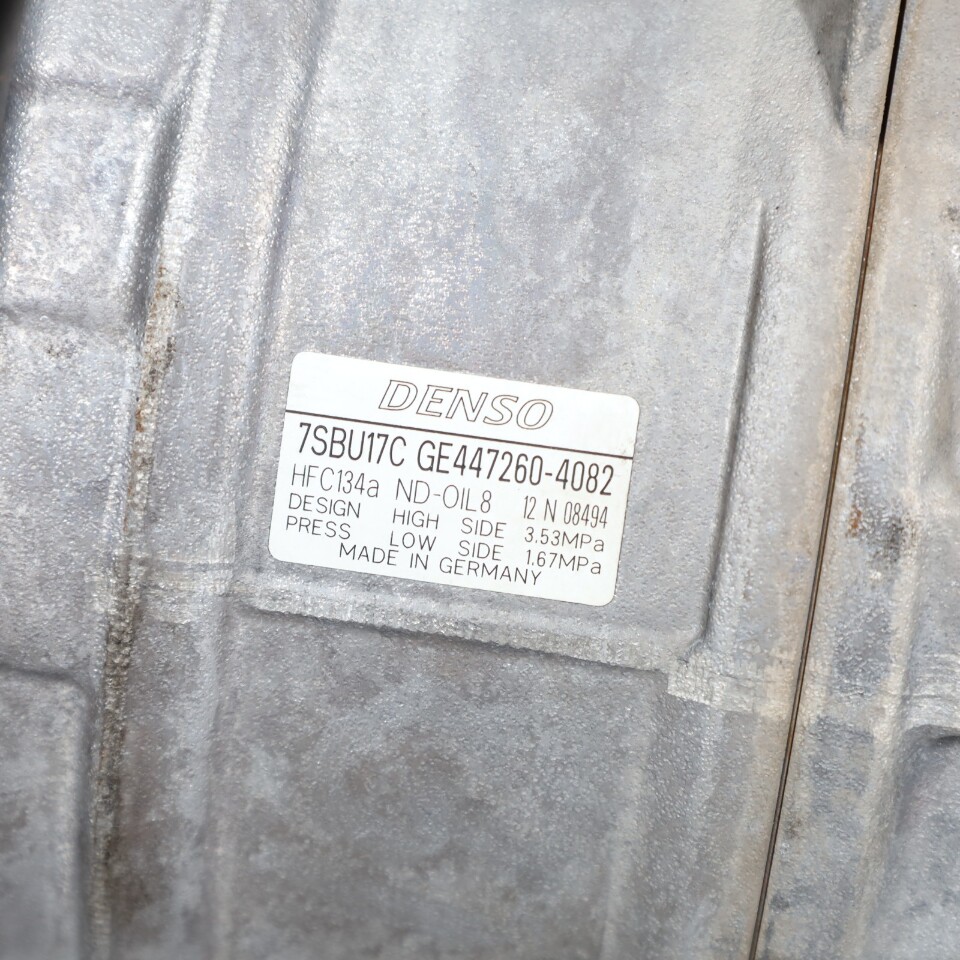 DENSO
7SBU17C GE447260-4082
HFC134a ND-OIL8 12 N 08494
DESIGN HIGH SIDE 3.53MPa
PRESS LOW SIDE 1.67MPa
MADE IN GERMANY